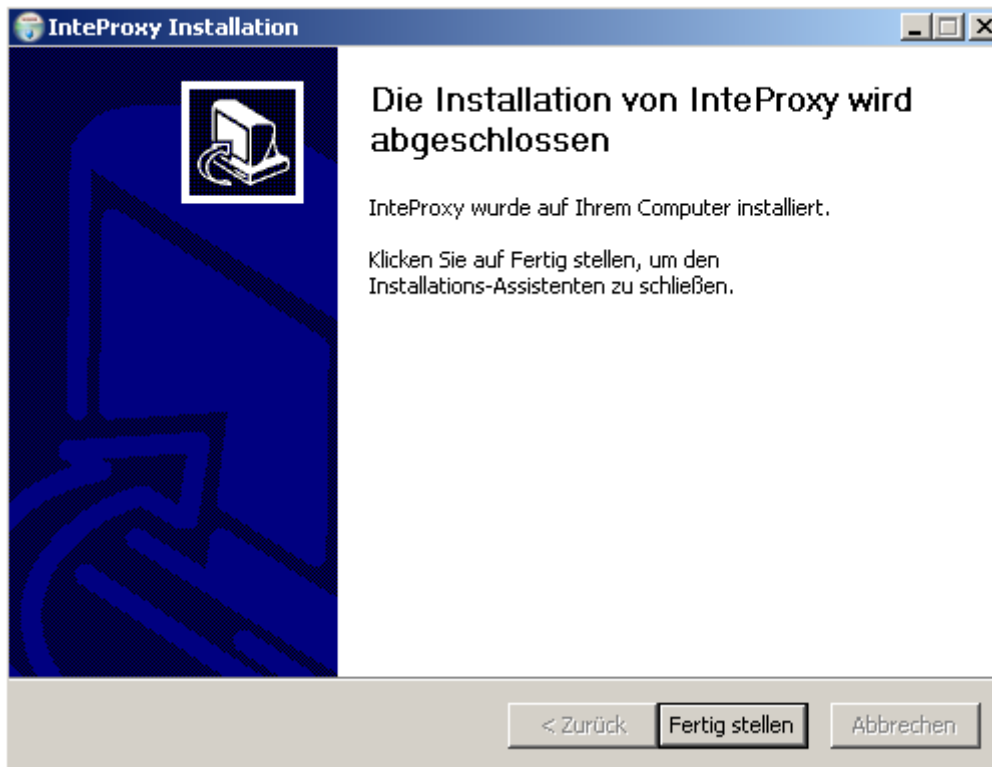 InteProxy Installation
Die Installation von InteProxy wird
abgeschlossen
InteProxy wurde auf Ihrem Computer installiert.
Klicken Sie auf Fertig stellen, um den
Installations-Assistenten zu schließen.
< Zurück Fertig stellen Abbrechen